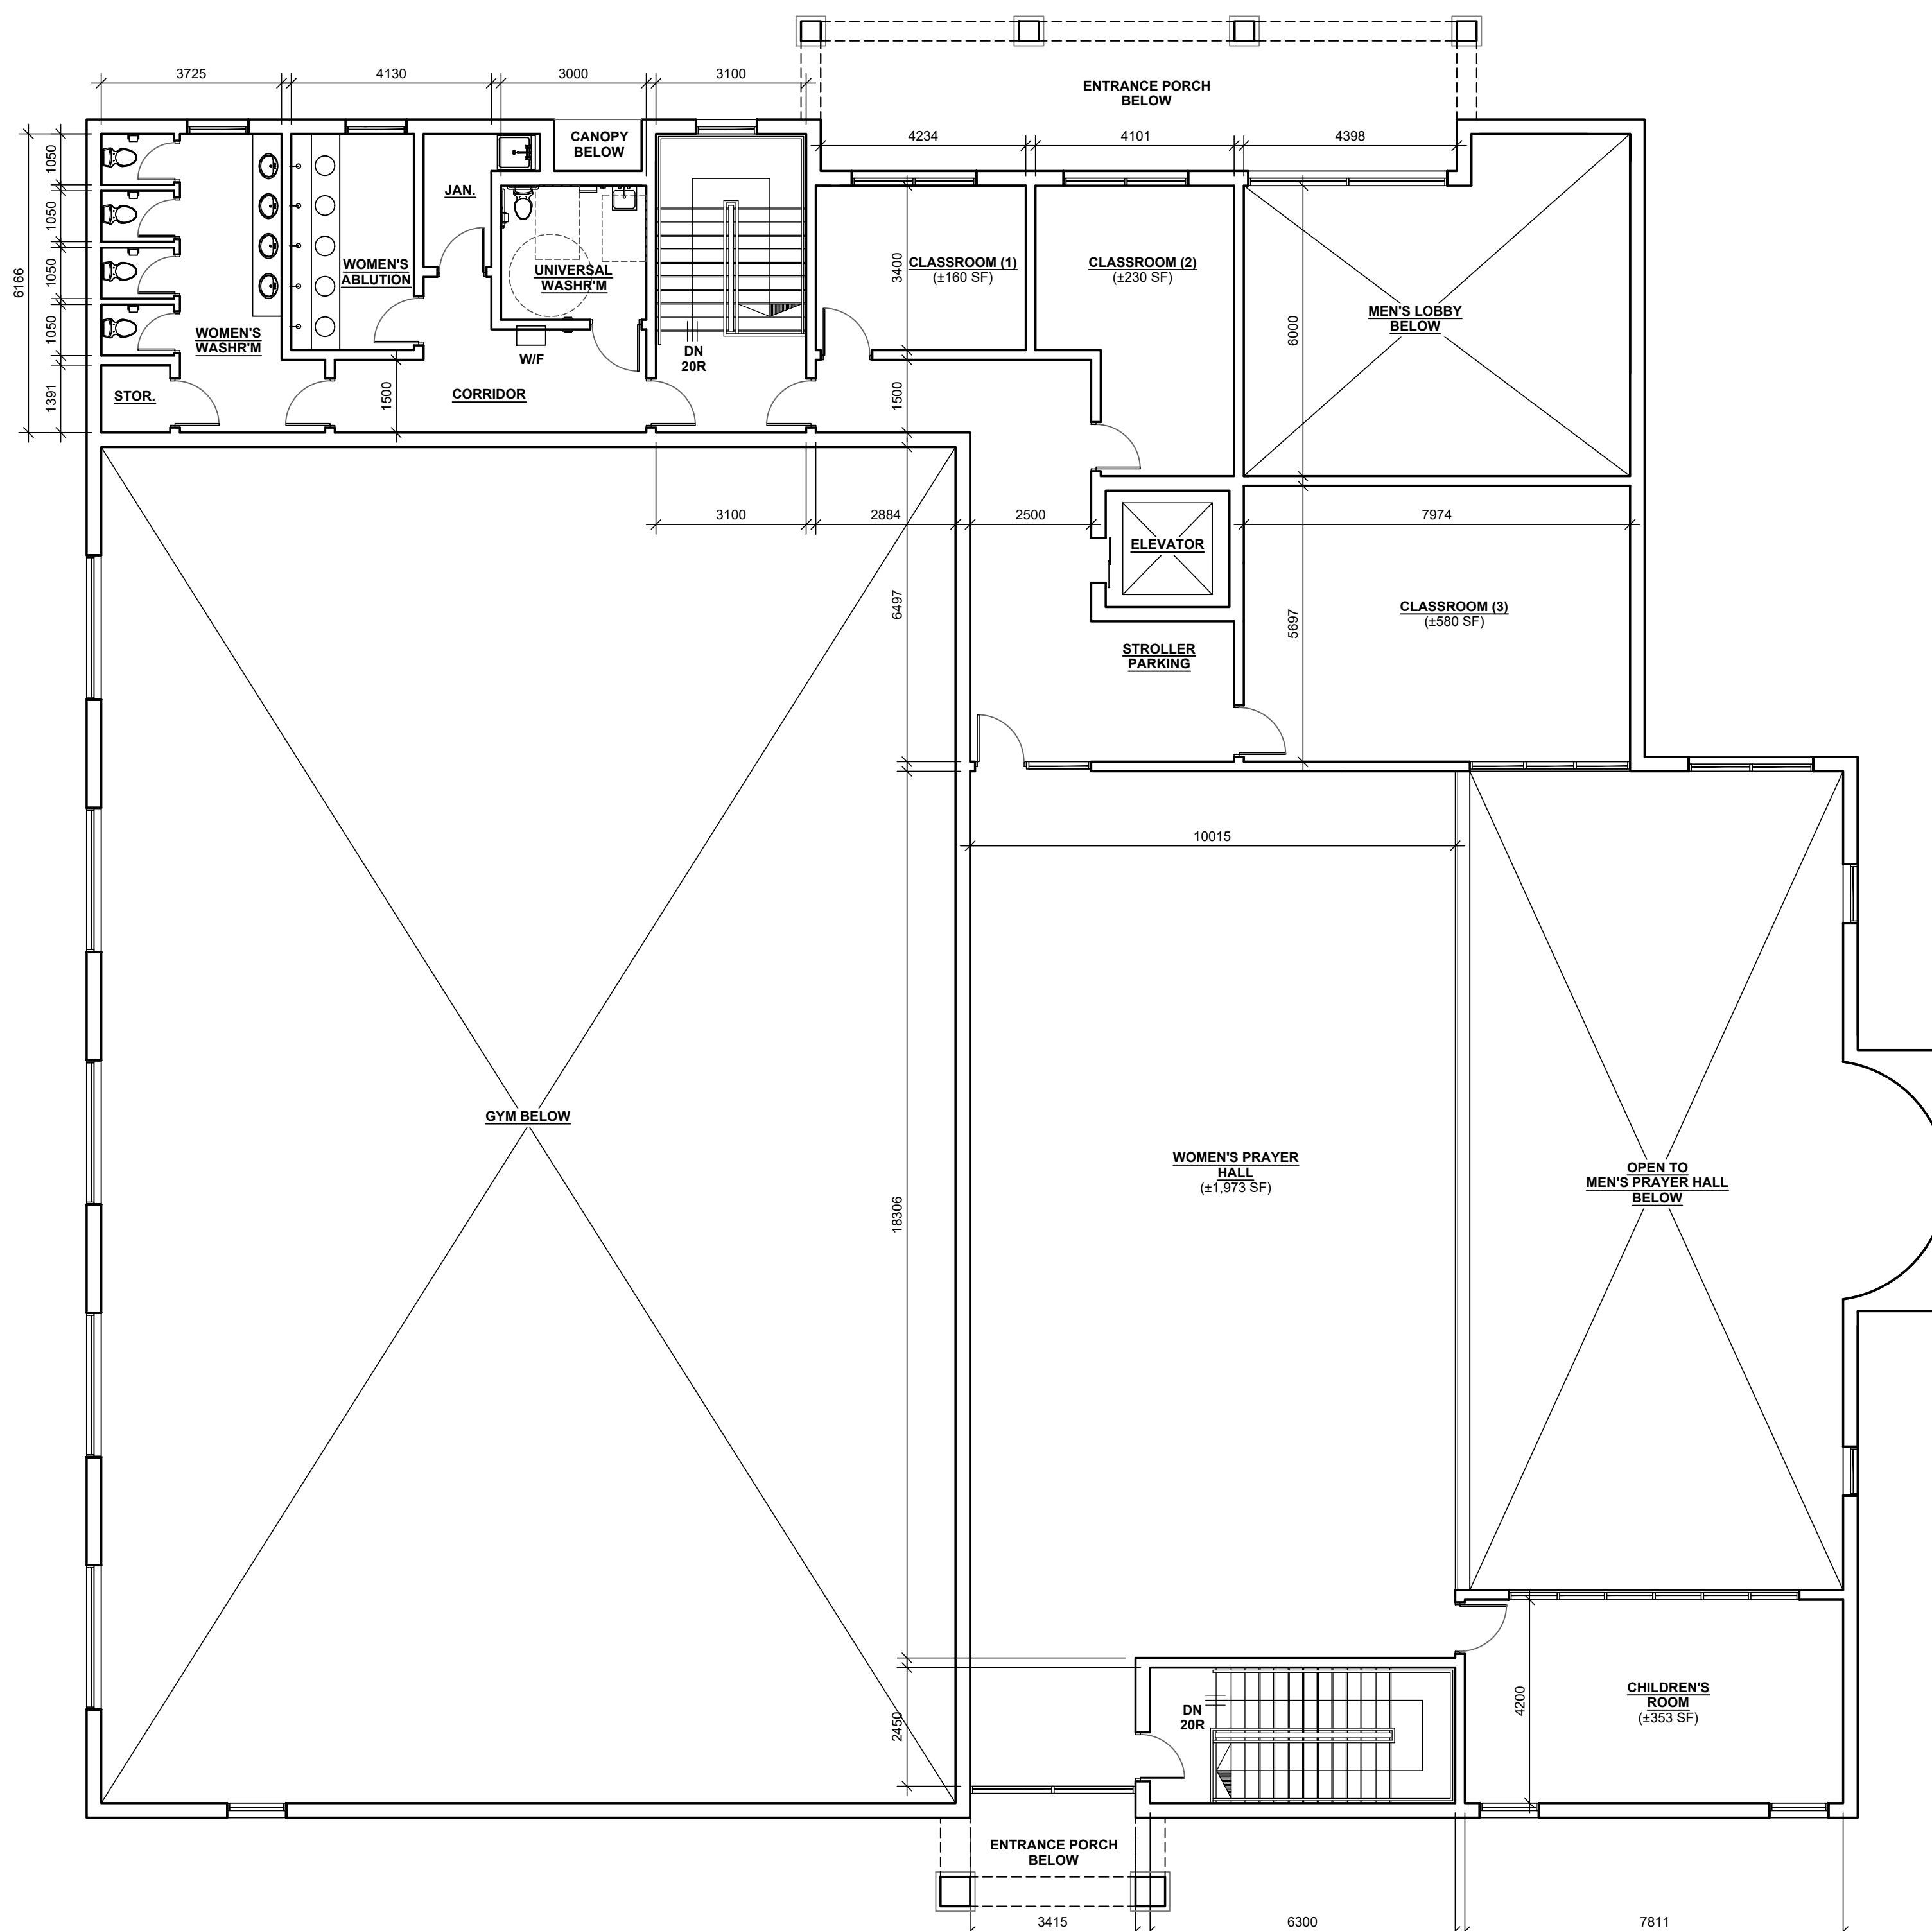 ENTRANCE PORCH
BELOW
3725
4130
3000
3100
CANOPY
BELOW
4234
4101
4398
6166
1050
1050
1050
1050
1391
JAN.
WOMEN'S
ABLUTION
UNIVERSAL
WASHR'M
WOMEN'S
WASHR'M
W/F
DN
20R
STOR.
1500
CORRIDOR
3400
CLASSROOM (1)
(±160 SF)
CLASSROOM (2)
(±230 SF)
1500
6000
MEN'S LOBBY
BELOW
3100
2884
2500
7974
ELEVATOR
6497
5697
CLASSROOM (3)
(±580 SF)
STROLLER
PARKING
10015
GYM BELOW
WOMEN'S PRAYER
HALL
(±1,973 SF)
18306
OPEN TO
MEN'S PRAYER HALL
BELOW
2450
DN
20R
4200
CHILDREN'S
ROOM
(±353 SF)
ENTRANCE PORCH
BELOW
3415
6300
7811